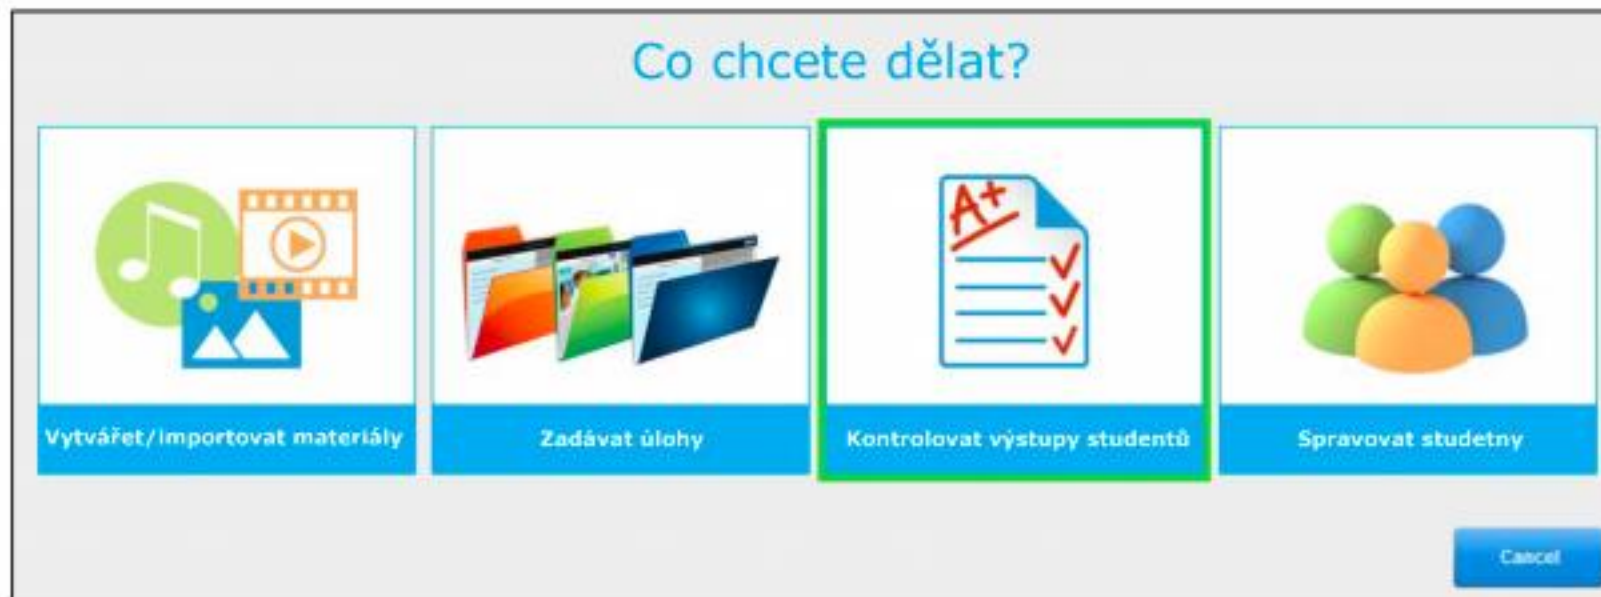 Co chcete dělat?
A+
Vytvářet/importovat materiály
Zadávat úlohy
Kontrolovat výstupy studentů
Spravovat studetny
Cancel